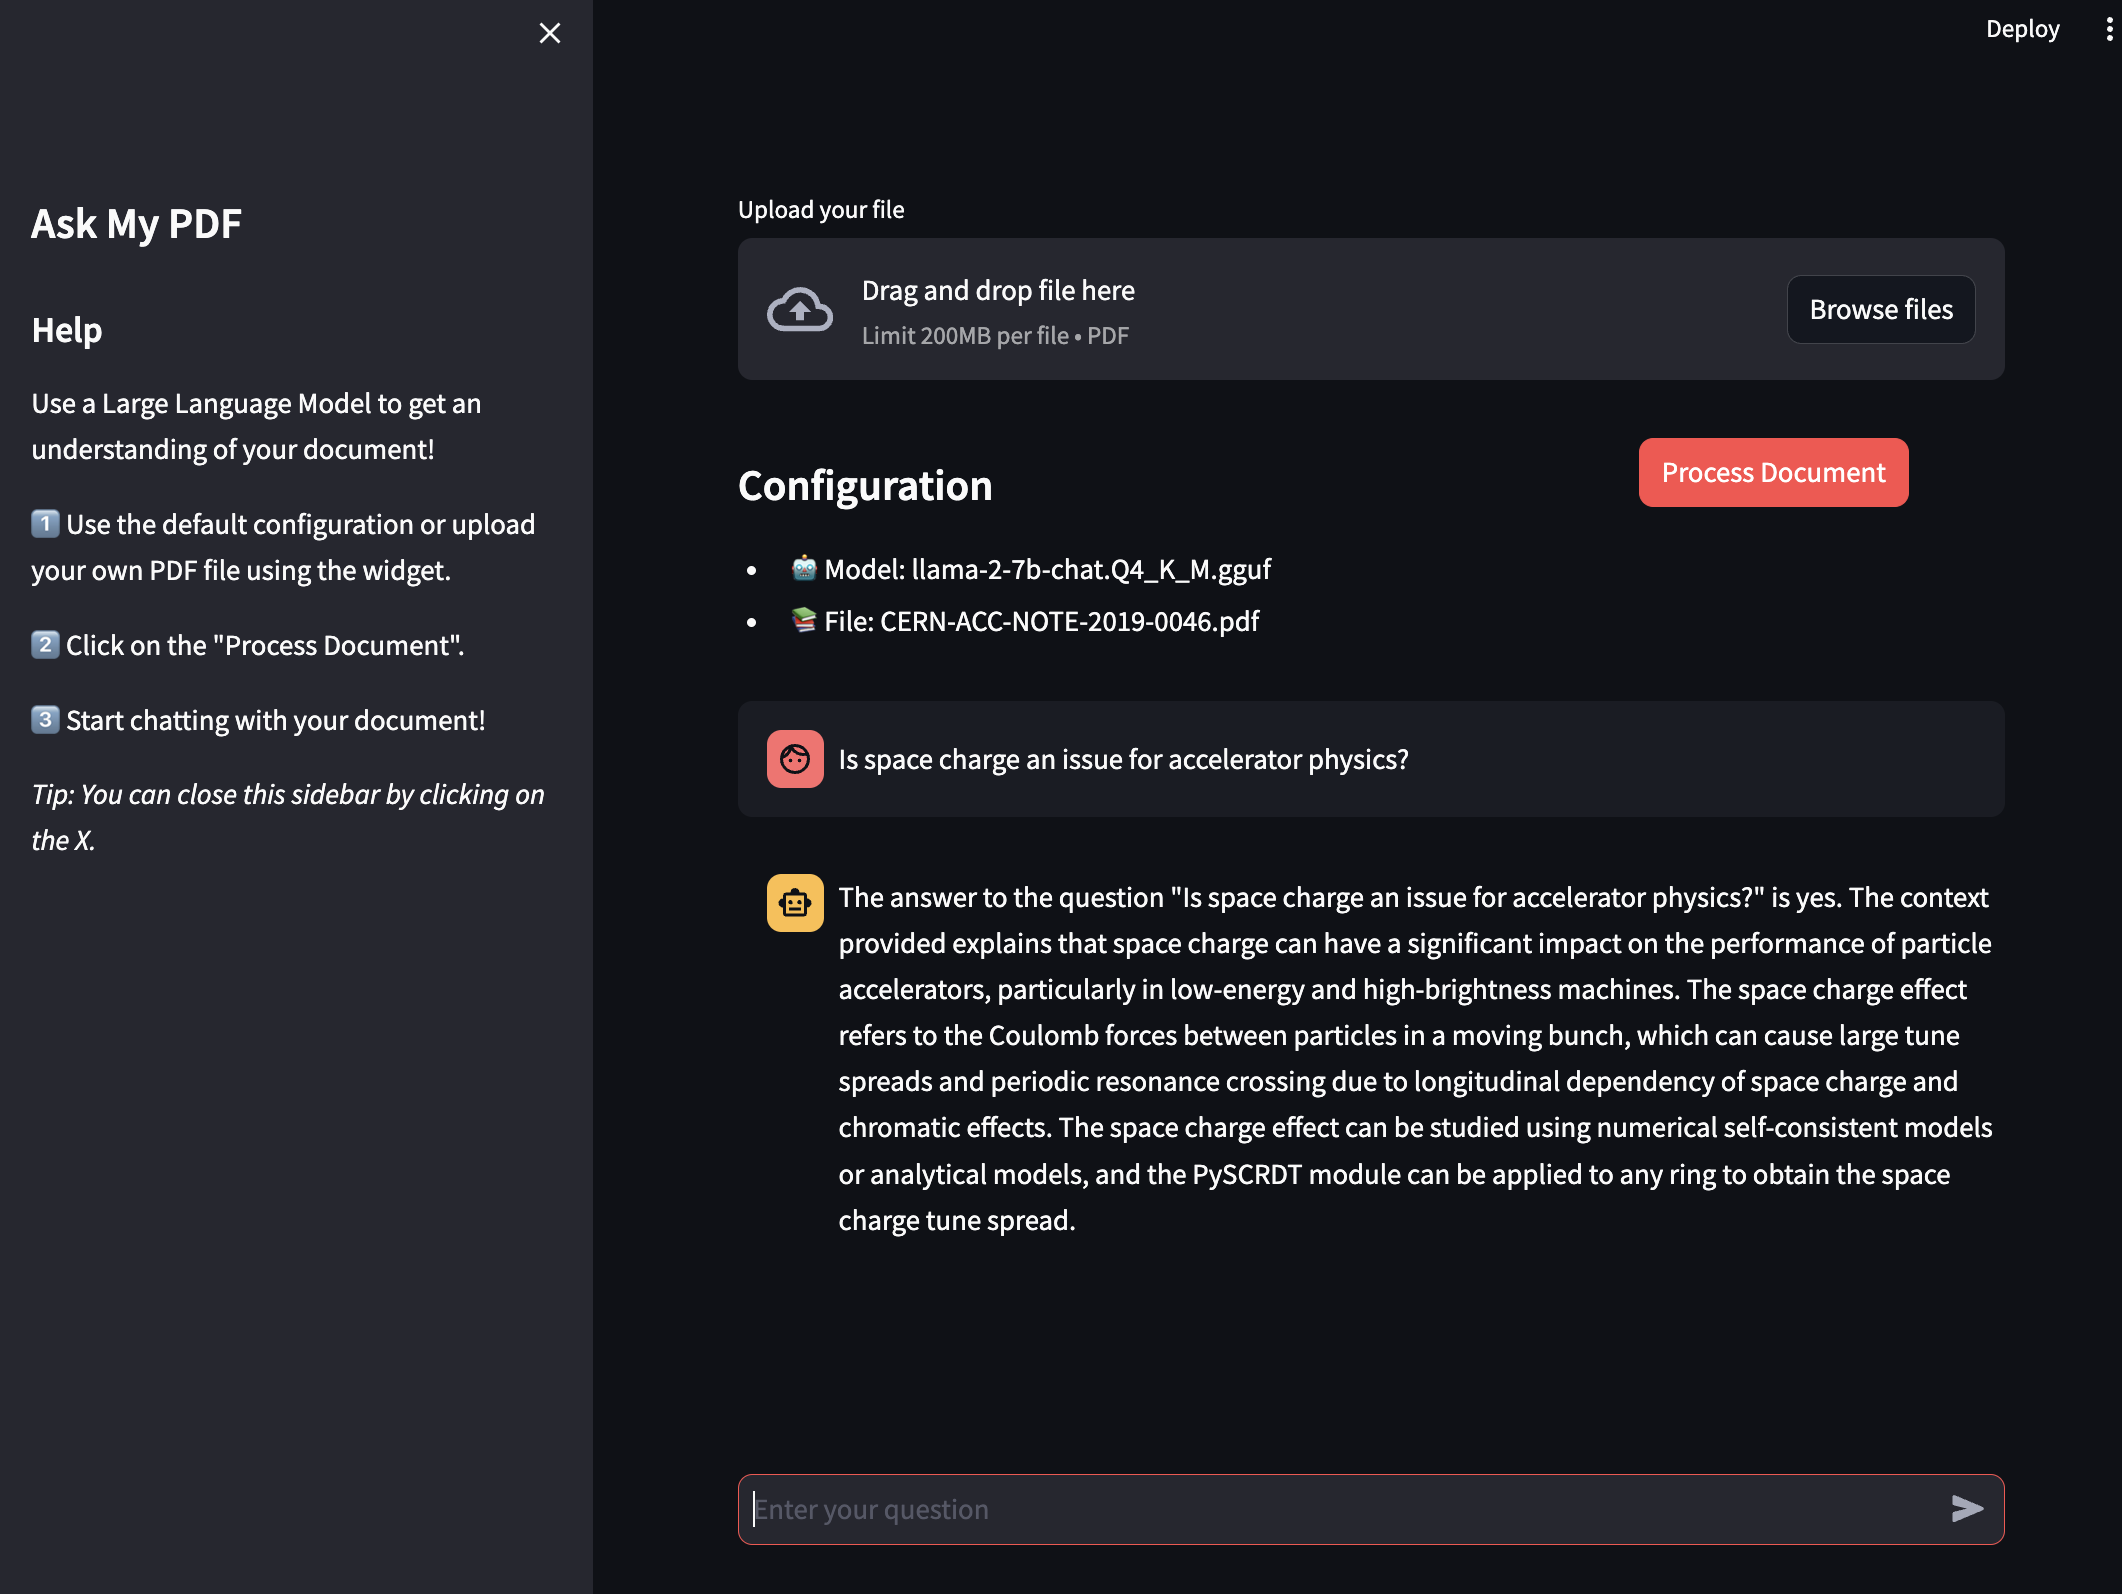 Deploy
Ask My PDF
Help
Use a Large Language Model to get an
understanding of your document!
1 Use the default configuration or upload
your own PDF file using the widget.
2 Click on the "Process Document".
3 Start chatting with your document!
Tip: You can close this sidebar by clicking on
the X.
Upload your file
Drag and drop file here
Limit 200MB per file • PDF
Browse files
Configuration
Process Document
• 🤖 Model: llama-2-7b-chat.Q4_K_M.gguf
• 📚 File: CERN-ACC-NOTE-2019-0046.pdf
Is space charge an issue for accelerator physics?
The answer to the question "Is space charge an issue for accelerator physics?" is yes. The context
provided explains that space charge can have a significant impact on the performance of particle
accelerators, particularly in low-energy and high-brightness machines. The space charge effect
refers to the Coulomb forces between particles in a moving bunch, which can cause large tune
spreads and periodic resonance crossing due to longitudinal dependency of space charge and
chromatic effects. The space charge effect can be studied using numerical self-consistent models
or analytical models, and the PySCRDT module can be applied to any ring to obtain the space
charge tune spread.
Enter your question